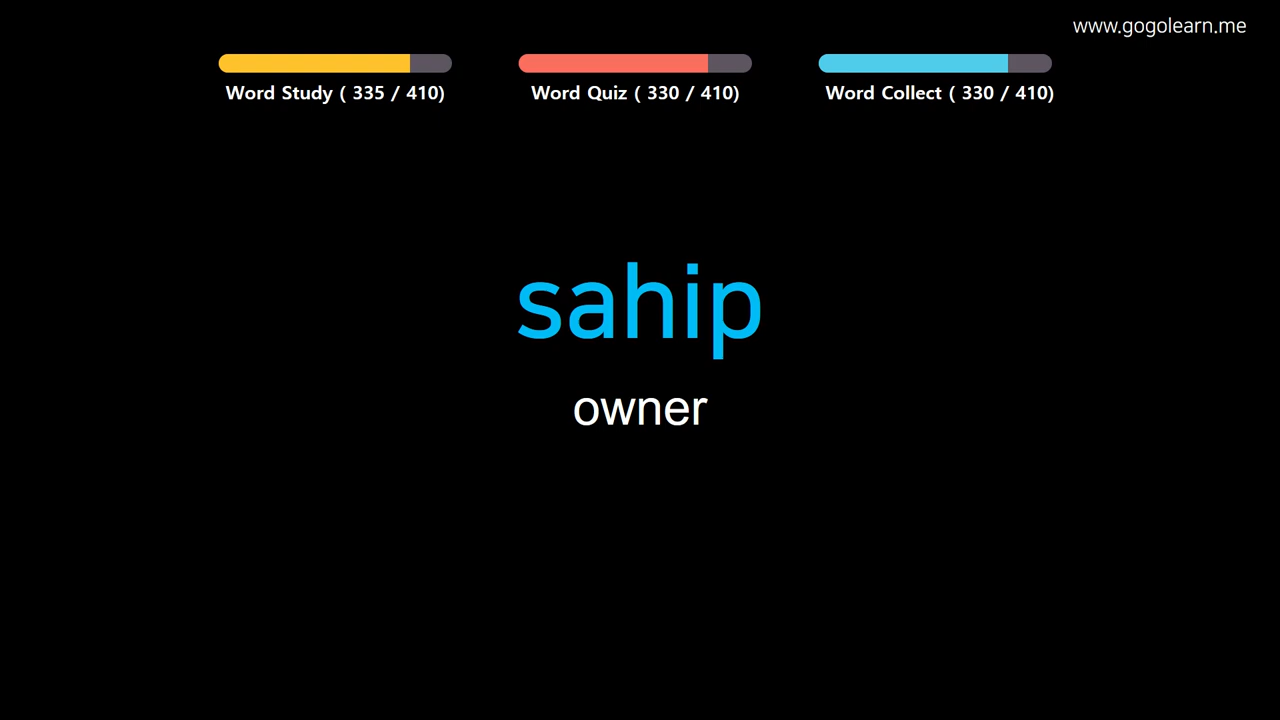 www.gogolearn.me
Word Study ( 335 / 410)
Word Quiz ( 330 / 410)
Word Collect ( 330 / 410)
sahip
owner